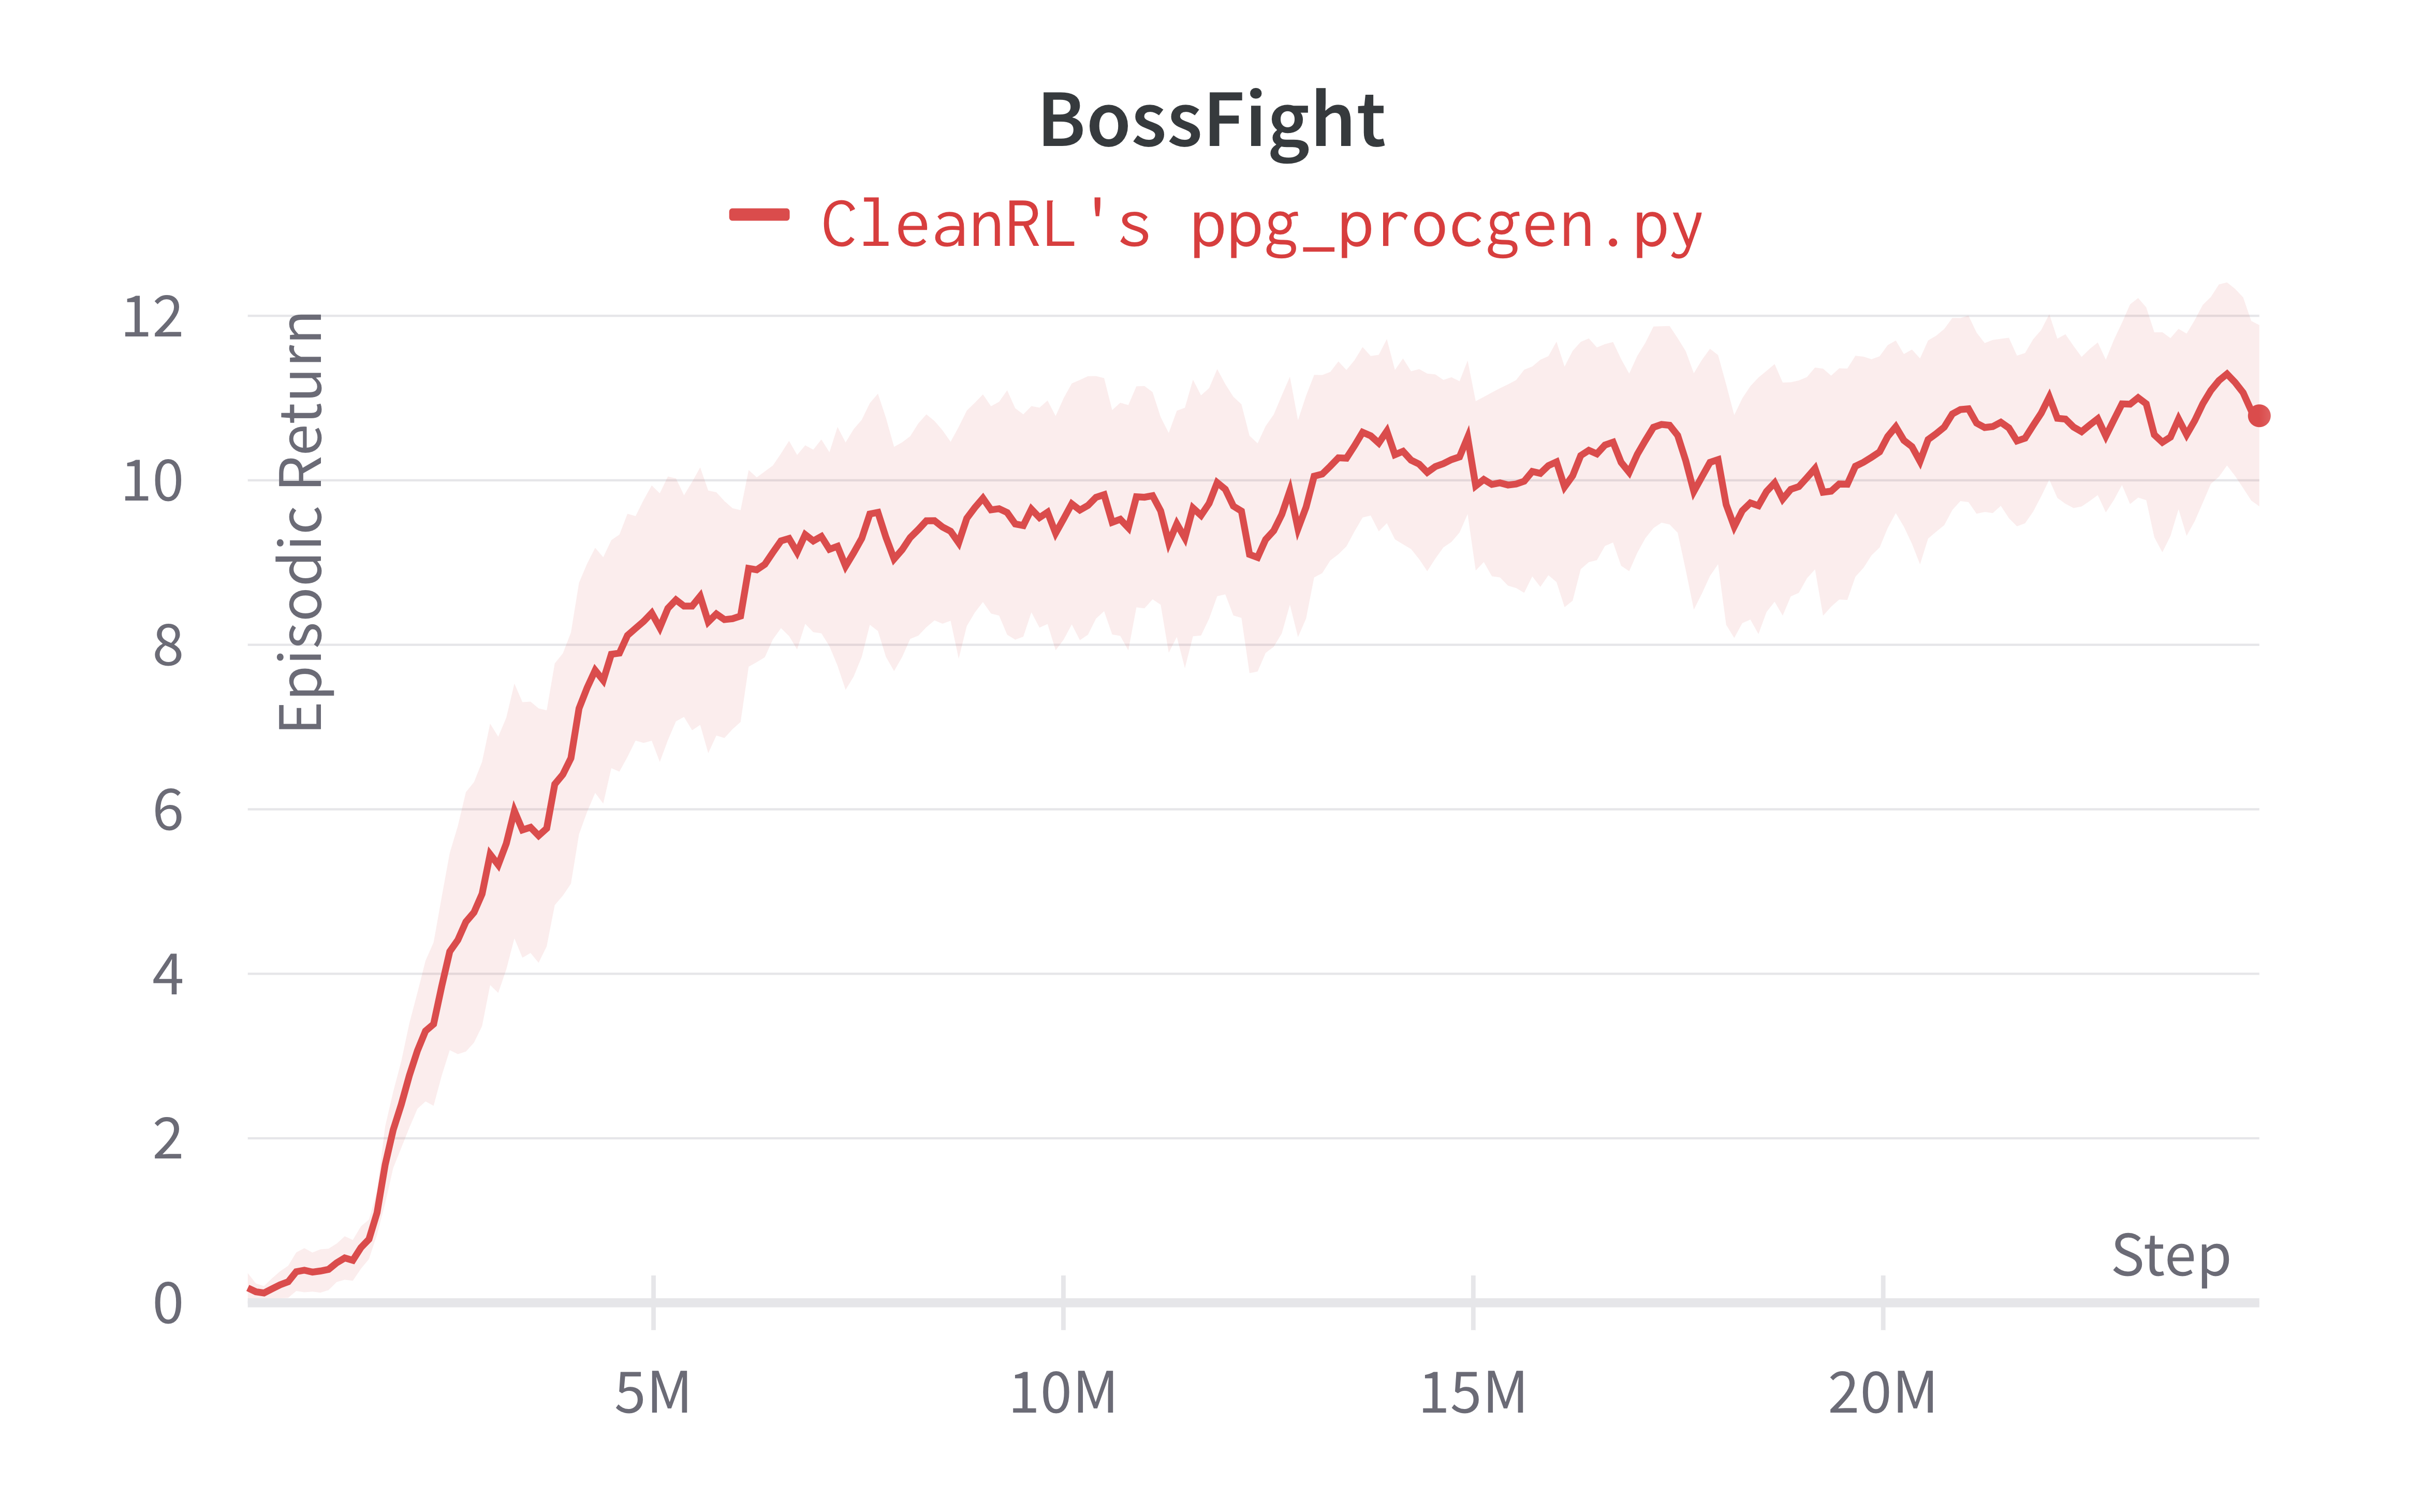 BossFight
CleanRL's ppg_procgen.py
Episodic Return
12
10
8
6
4
2
0
Step
5M
10M
15M
20M